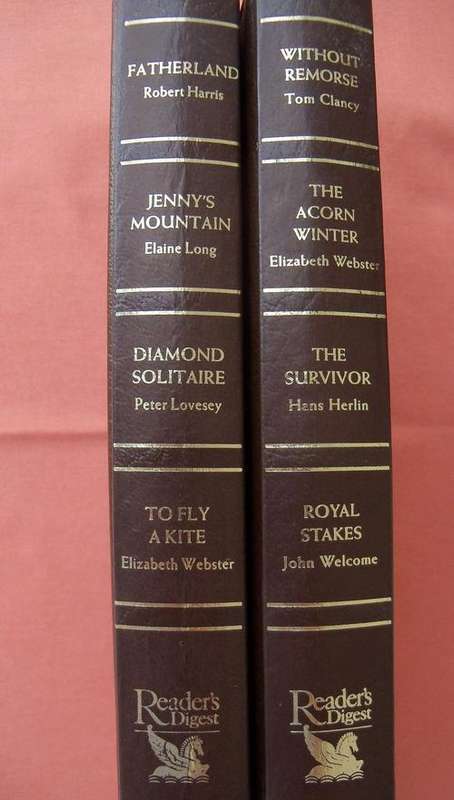 FATHERLAND
Robert Harris
JENNY'S
MOUNTAIN
Elaine Long
DIAMOND
SOLITAIRE
Peter Lovesey
TO FLY
A KITE
Elizabeth Webster
Reader's
Digest
WITHOUT
REMORSE
Tom Clancy
THE
ACORN
WINTER
Elizabeth Webster
THE
SURVIVOR
Hans Herlin
ROYAL
STAKES
John Welcome
Reader's
Digest